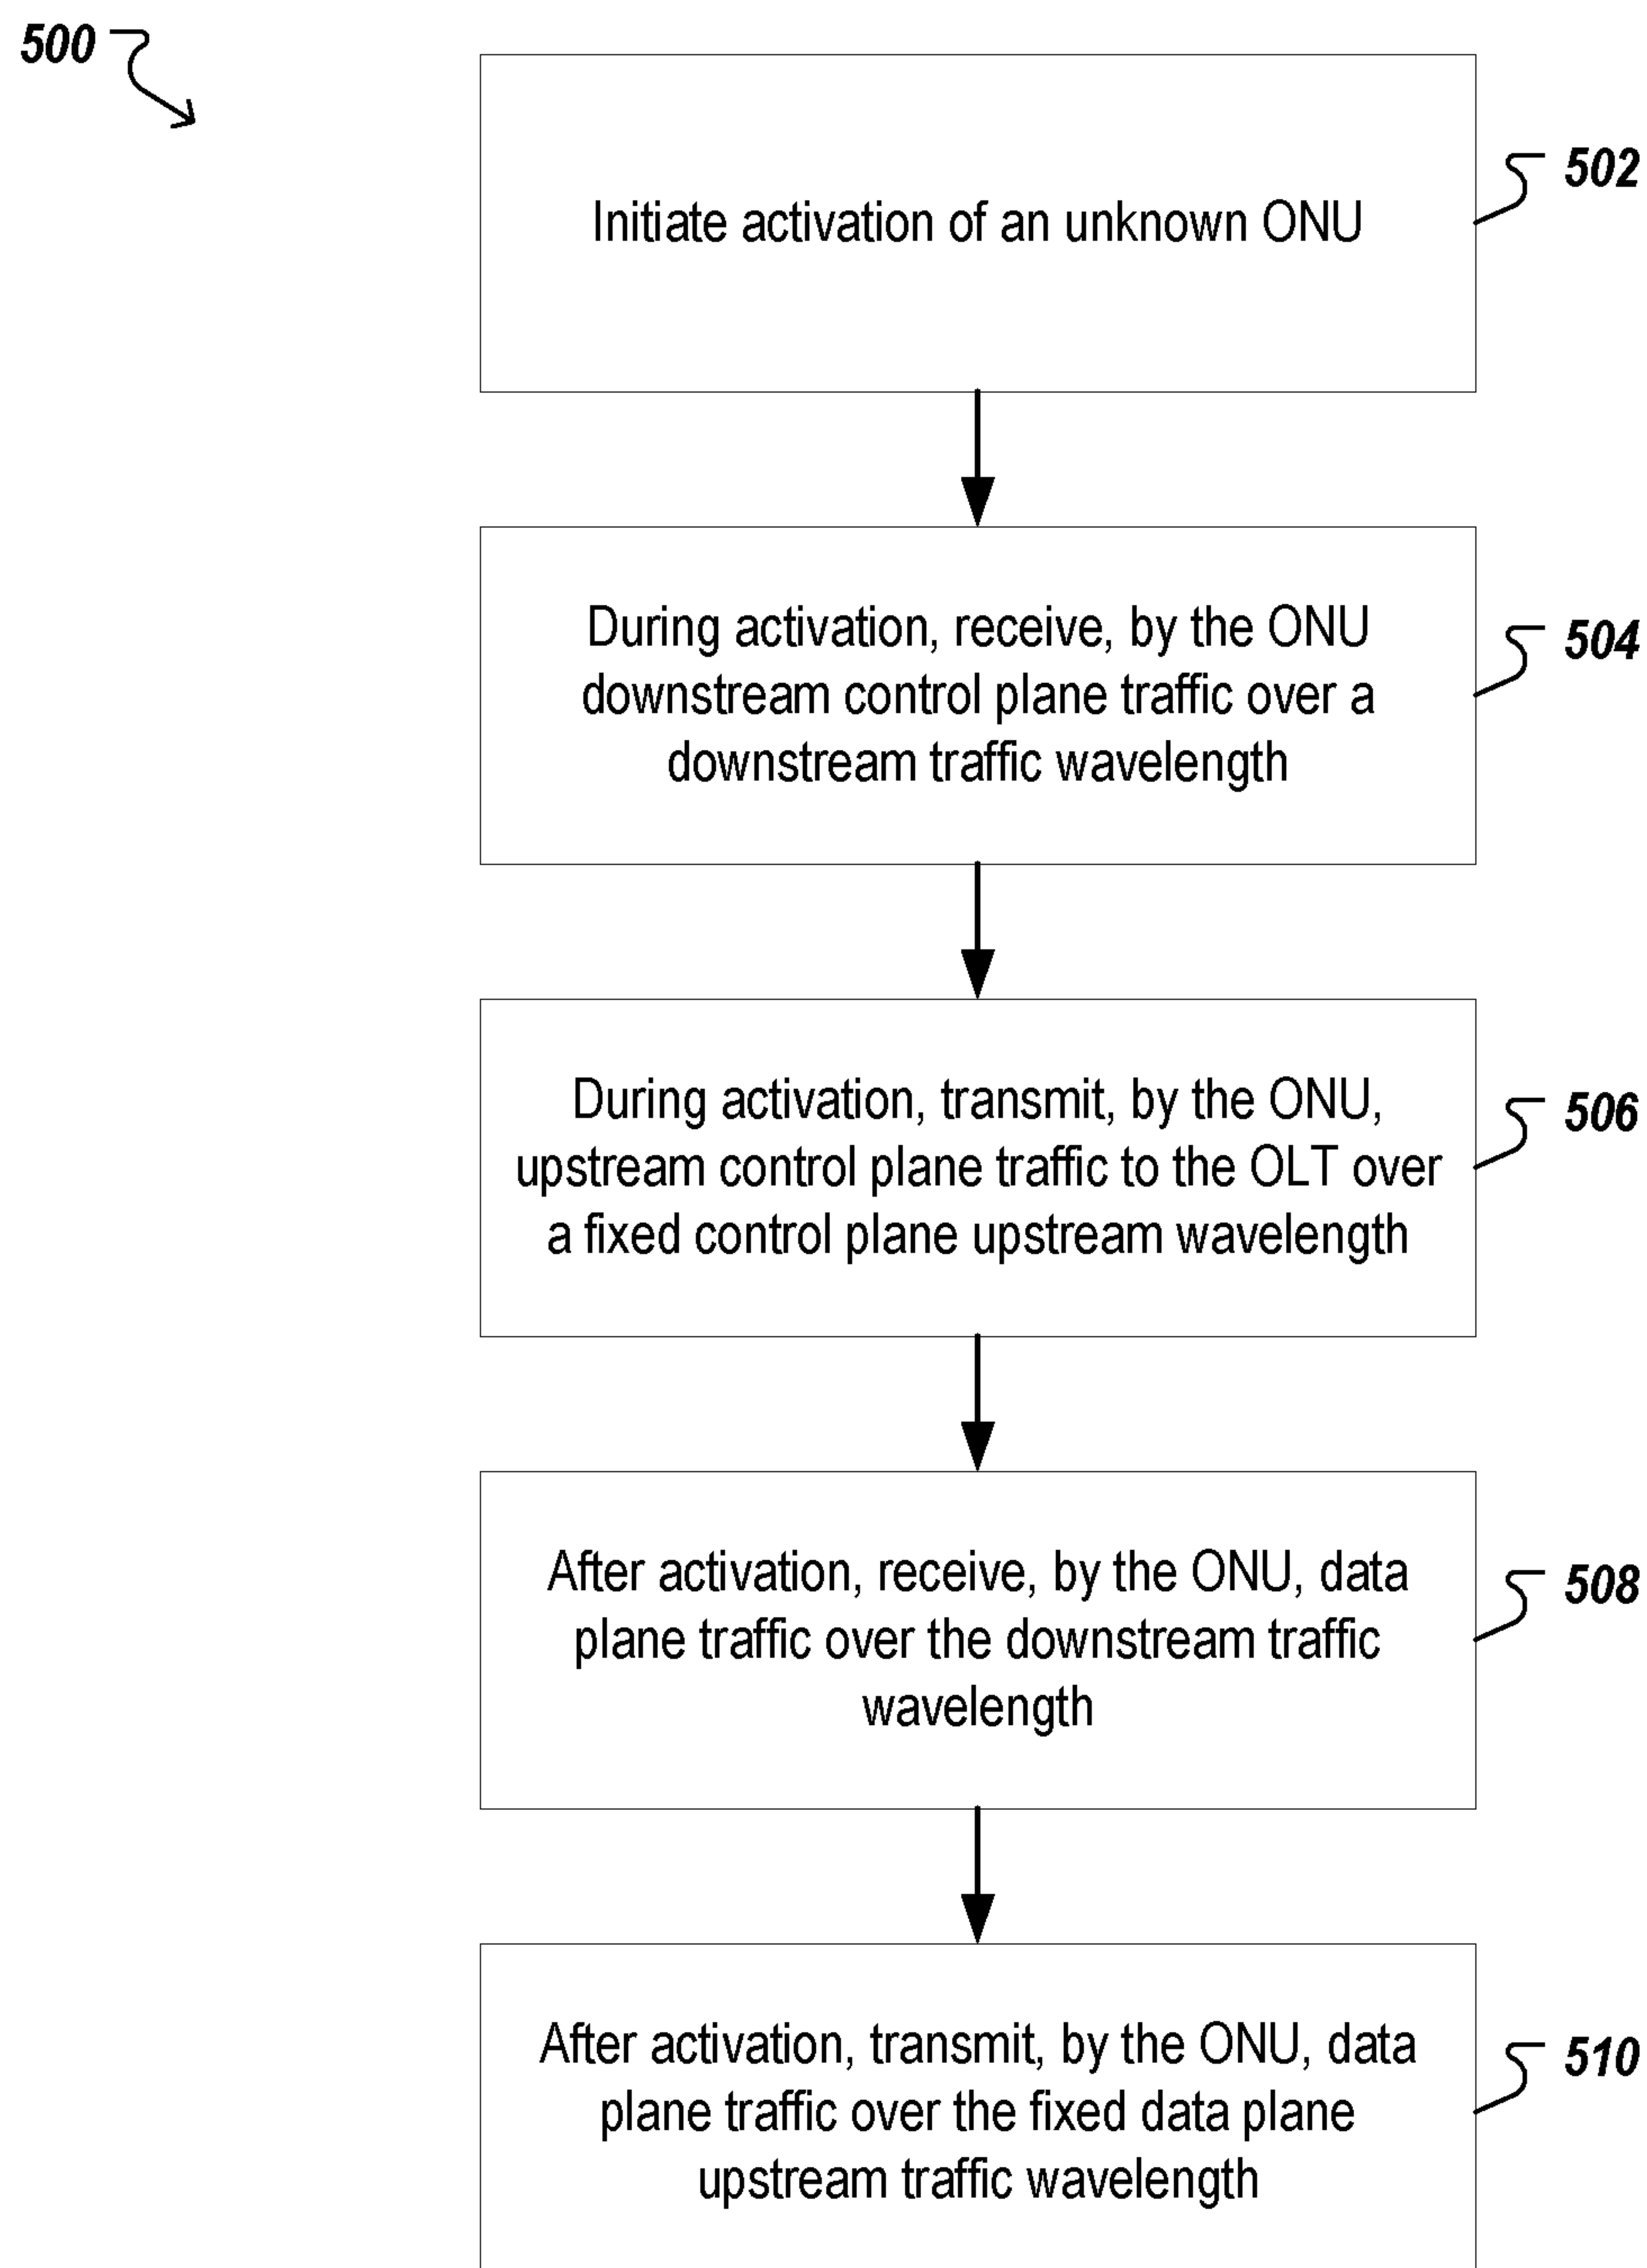 500
Initiate activation of an unknown ONU
502
During activation, receive, by the ONU
downstream control plane traffic over a
downstream traffic wavelength
504
During activation, transmit, by the ONU,
upstream control plane traffic to the OLT over
a fixed control plane upstream wavelength
506
After activation, receive, by the ONU, data
plane traffic over the downstream traffic
wavelength
508
After activation, transmit, by the ONU, data
plane traffic over the fixed data plane
upstream traffic wavelength
510